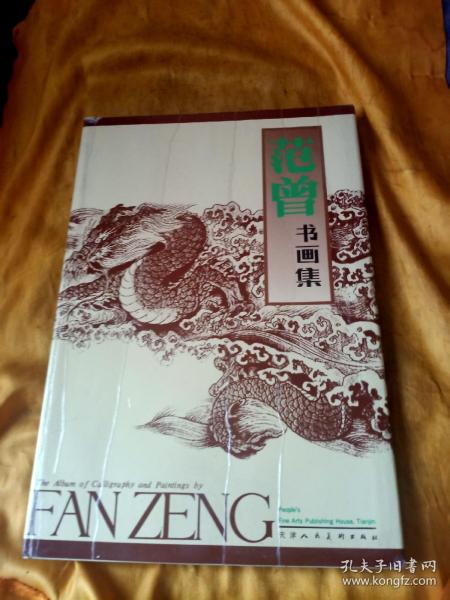 范曾
书画集
The Album of Calligraphy and Paintings by
FAN ZENG
People's
Fine Arts Publishing House, Tianjin
天津人民美术出版社
孔夫子旧书网
www.kongfz.com